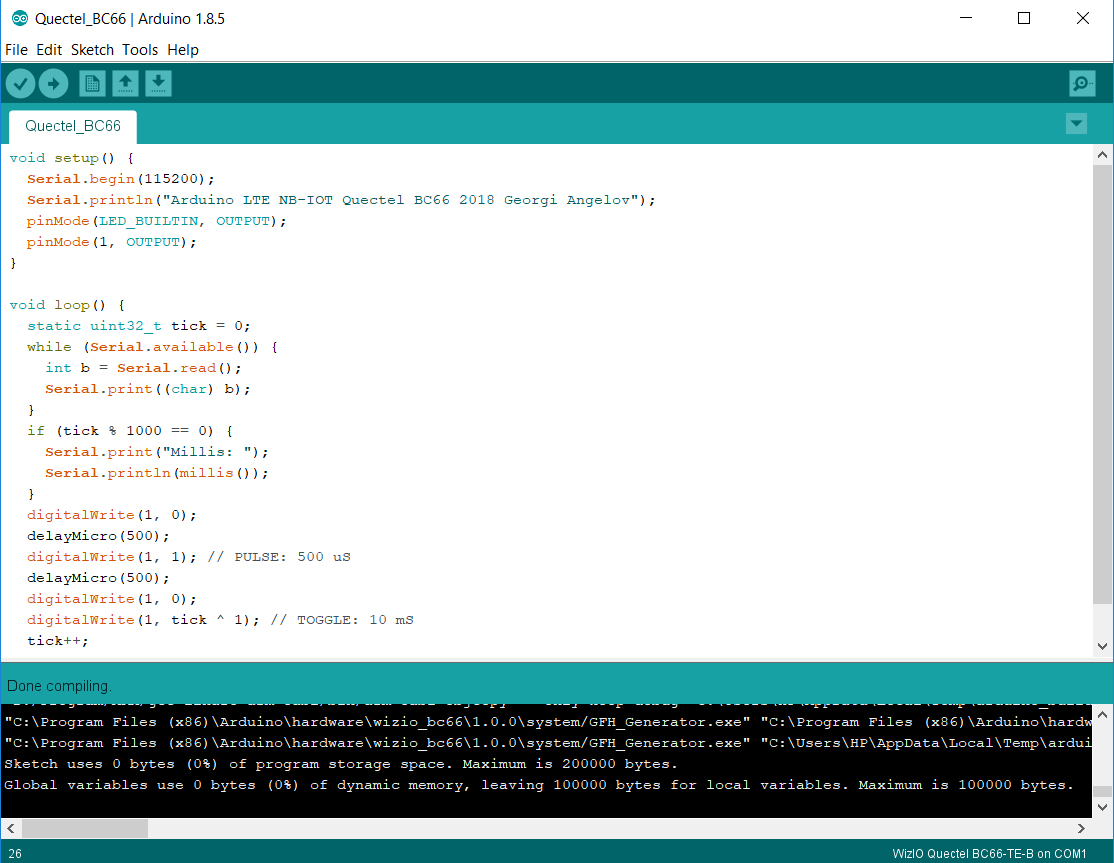 Quectel_BC66 | Arduino 1.8.5
File Edit Sketch Tools Help
Quectel_BC66
void setup() {
  Serial.begin(115200);
  Serial.println("Arduino LTE NB-IOT Quectel BC66 2018 Georgi Angelov");
  pinMode(LED_BUILTIN, OUTPUT);
  pinMode(1, OUTPUT);
}
void loop() {
  static uint32_t tick = 0;
  while (Serial.available()) {
    int b = Serial.read();
    Serial.print((char) b);
  }
  if (tick % 1000 == 0) {
    Serial.print("Millis: ");
    Serial.println(millis());
  }
  digitalWrite(1, 0);
  delayMicro(500);
  digitalWrite(1, 1); // PULSE: 500 uS
  delayMicro(500);
  digitalWrite(1, 0);
  digitalWrite(1, tick ^ 1); // TOGGLE: 10 mS
  tick++;
Done compiling.
"C:\Program Files (x86)\Arduino\hardware\wizio_bc66\1.0.0\system/GFH_Generator.exe" "C:\Program Files (x86)\Arduino\hardw
"C:\Program Files (x86)\Arduino\hardware\wizio_bc66\1.0.0\system/GFH_Generator.exe" "C:\Users\HP\AppData\Local\Temp\ardui
Sketch uses 0 bytes (0%) of program storage space. Maximum is 200000 bytes.
Global variables use 0 bytes (0%) of dynamic memory, leaving 100000 bytes for local variables. Maximum is 100000 bytes.
26
WizIO Quectel BC66-TE-B on COM1